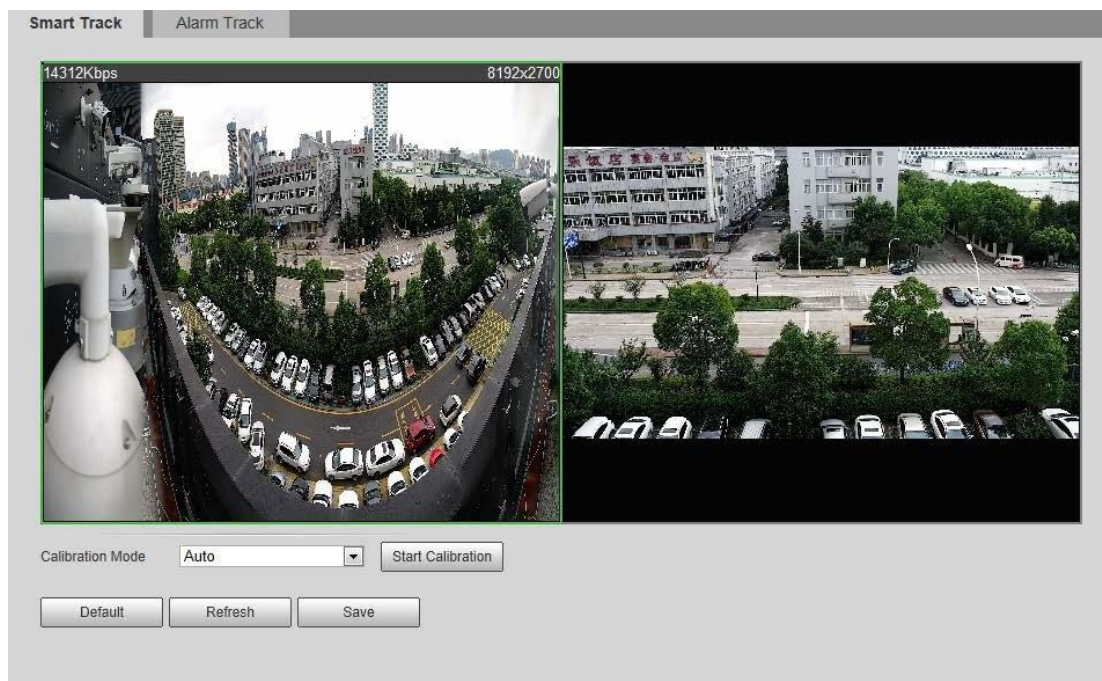 Smart Track
Alarm Track
14312Kbps
8192x2700
Calibration Mode
Auto
Start Calibration
Default
Refresh
Save